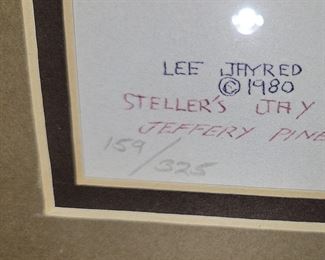 LEE JAYRED
© 1980
STELLER'S JAY
JEFFERY PINE
159/325